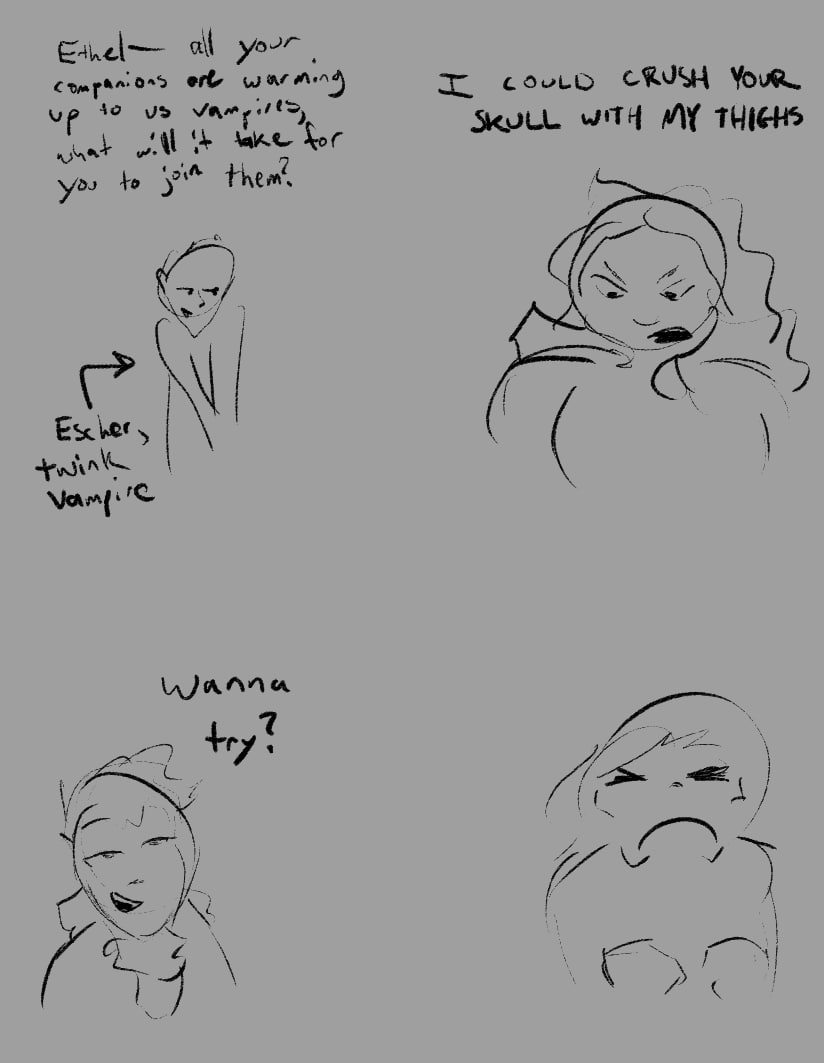 Ethel— all your
companions are warming
up to us vampires,
what will it take for
you to join them?
I COULD CRUSH YOUR
SKULL WITH MY THIGHS
Escher,
twink
vampire
Wanna
try?